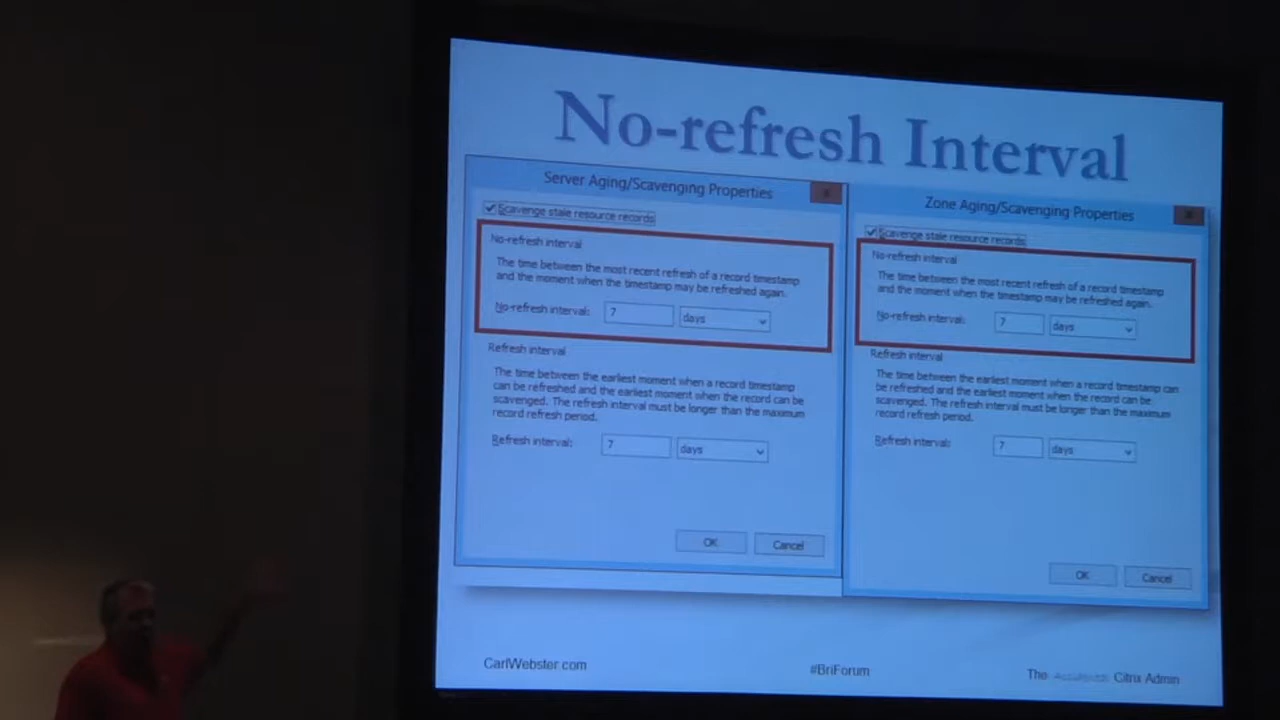 No-refresh Interval
Server Aging/Scavenging Properties
Scavenge stale resource records
No-refresh interval
The time between the most recent refresh of a record timestamp
and the moment when the timestamp may be refreshed again.
No-refresh interval: 7 days
Refresh interval
The time between the earliest moment when a record timestamp
can be refreshed and the earliest moment when the record can be
scavenged. The refresh interval must be longer than the maximum
record refresh period.
Refresh interval: 7 days
OK Cancel
Zone Aging/Scavenging Properties
Scavenge stale resource records
No-refresh interval
The time between the most recent refresh of a record timestamp
and the moment when the timestamp may be refreshed again.
No-refresh interval: 7 days
Refresh interval
The time between the earliest moment when a record timestamp can
be refreshed and the earliest moment when the record can be
scavenged. The refresh interval must be longer than the maximum
record refresh period.
Refresh interval: 7 days
OK Cancel
CarlWebster.com
#BriForum
The Citrix Admin